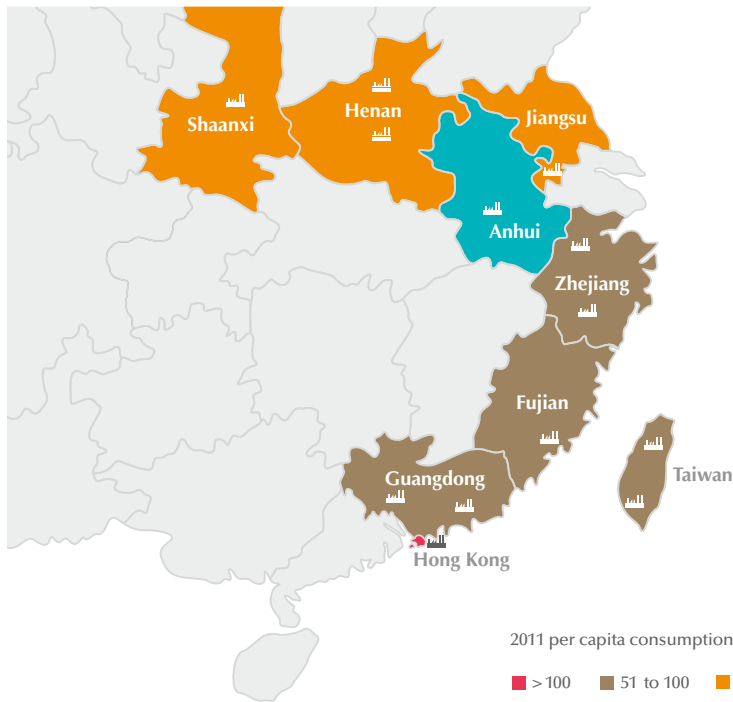 Shaanxi
Henan
Jiangsu
Anhui
Zhejiang
Fujian
Guangdong
Taiwan
Hong Kong
2011 per capita consumption
> 100
51 to 100